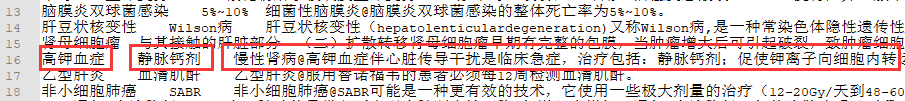 13 脑膜炎双球菌感染 5%~10% 细菌性脑膜炎@脑膜炎双球菌感染的整体死亡率为5%~10%。
14 肝豆状核变性 Wilson病 肝豆状核变性 (hepatolenticulardegeneration)又称Wilson病,是一种常染色体隐性遗传性
15 肾母细胞瘤 与其接触的肝脏部分 (二)扩散转移肾母细胞瘤早期有完整的包膜,当肿瘤增大后可引起破裂,致肿瘤细胞
16 高钾血症 静脉钙剂 慢性肾病@高钾血症伴心脏传导干扰是临床急症，治疗包括：静脉钙剂；促使钾离子向细胞内转
17 乙型肝炎 血清肌酐 乙型肝炎@服用替诺福韦的患者必须每12周检测血清肌酐。
18 非小细胞肺癌 SABR 非小细胞肺癌@SABR可能是一种更有效的技术，它使用一些极大剂量的治疗（12-20Gy/天到48-60